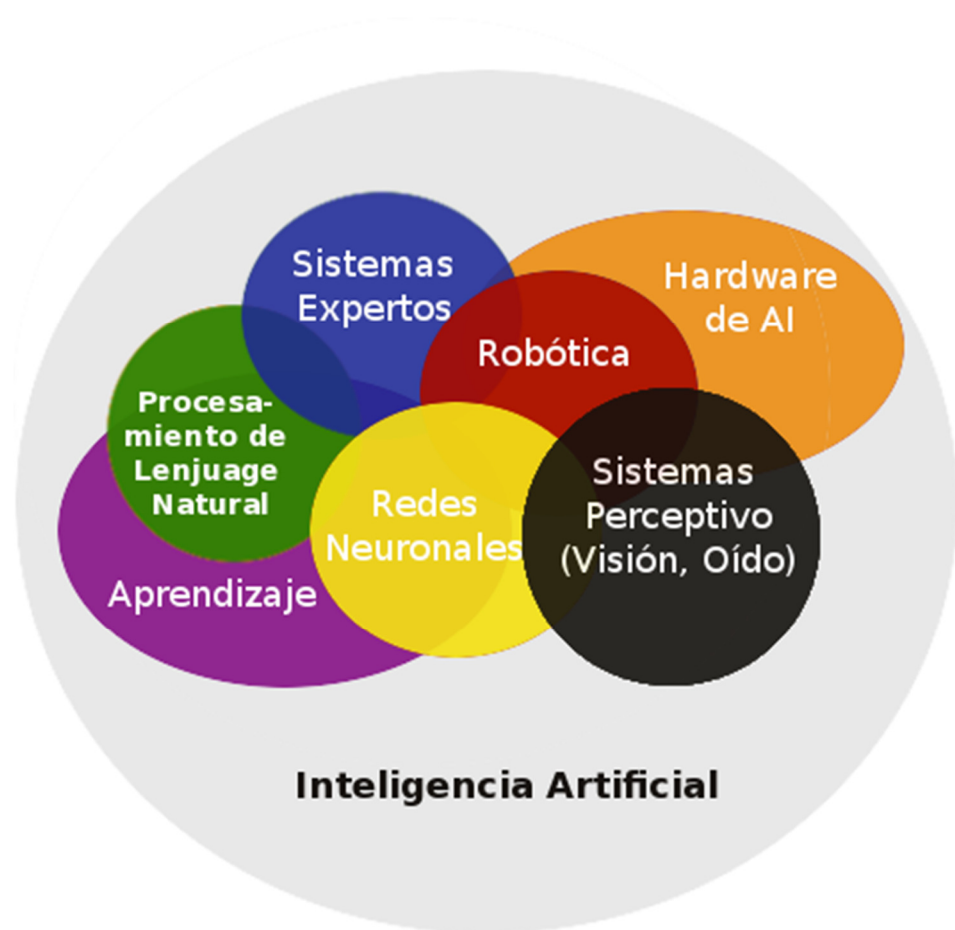 Sistemas
Expertos
Hardware
de AI
Robótica
Procesa-
miento de
Lenjuage
Natural
Sistemas
Perceptivo
(Visión, Oído)
Redes
Neuronales
Aprendizaje
Inteligencia Artificial